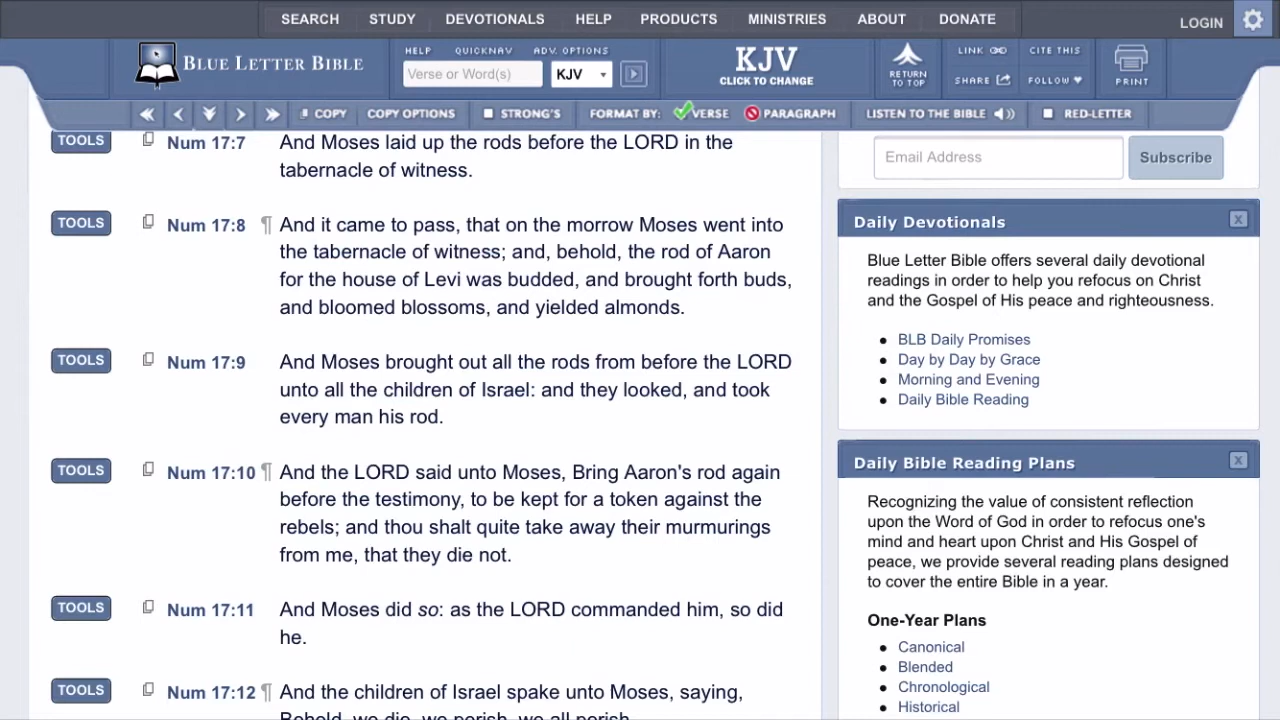 SEARCH STUDY DEVOTIONALS HELP PRODUCTS MINISTRIES ABOUT DONATE LOGIN
BLUE LETTER BIBLE
HELP QUICKNAV ADV. OPTIONS
Verse or Word(s) KJV
KJV
CLICK TO CHANGE
RETURN
TO TOP
LINK CITE THIS
SHARE FOLLOW
PRINT
COPY COPY OPTIONS STRONG'S FORMAT BY: VERSE PARAGRAPH LISTEN TO THE BIBLE RED-LETTER
TOOLS Num 17:7 And Moses laid up the rods before the LORD in the
tabernacle of witness.
TOOLS Num 17:8 ¶ And it came to pass, that on the morrow Moses went into
the tabernacle of witness; and, behold, the rod of Aaron
for the house of Levi was budded, and brought forth buds,
and bloomed blossoms, and yielded almonds.
TOOLS Num 17:9 And Moses brought out all the rods from before the LORD
unto all the children of Israel: and they looked, and took
every man his rod.
TOOLS Num 17:10 ¶ And the LORD said unto Moses, Bring Aaron's rod again
before the testimony, to be kept for a token against the
rebels; and thou shalt quite take away their murmurings
from me, that they die not.
TOOLS Num 17:11 And Moses did so: as the LORD commanded him, so did
he.
TOOLS Num 17:12 ¶ And the children of Israel spake unto Moses, saying,
Behold, we die, we perish, we all perish.
Email Address Subscribe
Daily Devotionals x
Blue Letter Bible offers several daily devotional
readings in order to help you refocus on Christ
and the Gospel of His peace and righteousness.
BLB Daily Promises
Day by Day by Grace
Morning and Evening
Daily Bible Reading
Daily Bible Reading Plans x
Recognizing the value of consistent reflection
upon the Word of God in order to refocus one's
mind and heart upon Christ and His Gospel of
peace, we provide several reading plans designed
to cover the entire Bible in a year.
One-Year Plans
Canonical
Blended
Chronological
Historical